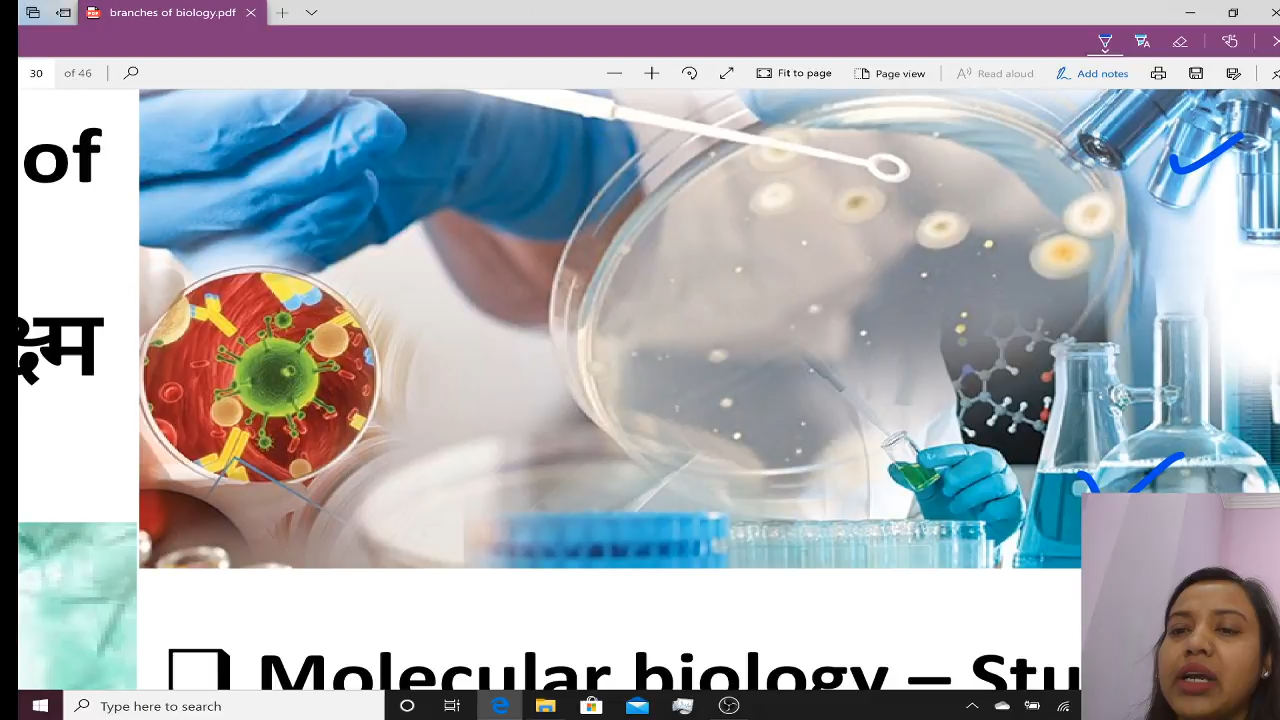 branches of biology.pdf
30 of 46
Fit to page
Page view
Read aloud
Add notes
of
क्ष्म
Molecular biology – Stu
Type here to search